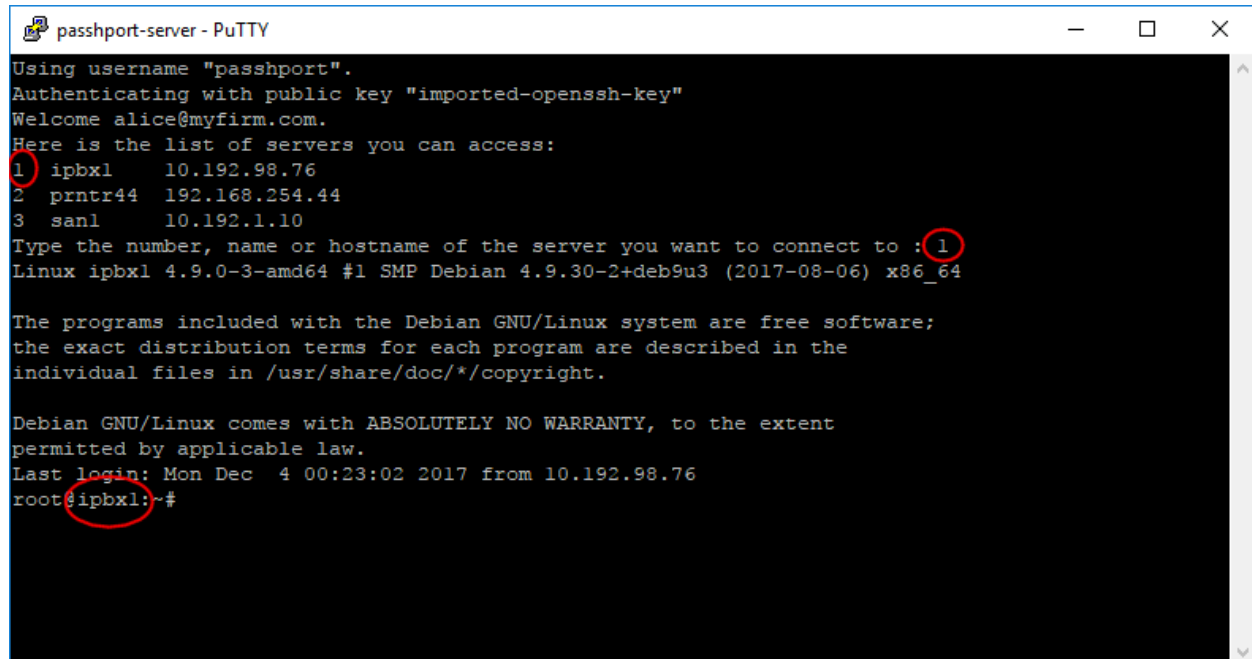 passhport-server - PuTTY
Using username "passhport".
Authenticating with public key "imported-openssh-key"
Welcome alice@myfirm.com.
Here is the list of servers you can access:
1  ipbx1    10.192.98.76
2  prntr44  192.168.254.44
3  san1     10.192.1.10
Type the number, name or hostname of the server you want to connect to : 1
Linux ipbx1 4.9.0-3-amd64 #1 SMP Debian 4.9.30-2+deb9u3 (2017-08-06) x86_64
The programs included with the Debian GNU/Linux system are free software;
the exact distribution terms for each program are described in the
individual files in /usr/share/doc/*/copyright.
Debian GNU/Linux comes with ABSOLUTELY NO WARRANTY, to the extent
permitted by applicable law.
Last login: Mon Dec  4 00:23:02 2017 from 10.192.98.76
root@ipbx1:~#